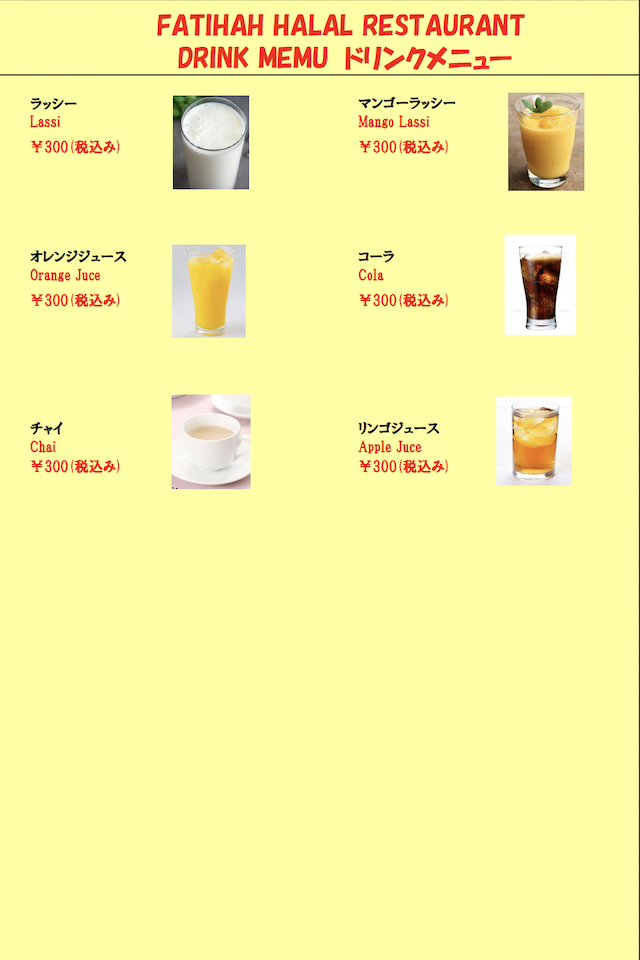 FATIHAH HALAL RESTAURANT
DRINK MEMU ドリンクメニュー
ラッシー
Lassi
￥300(税込み)
マンゴーラッシー
Mango Lassi
￥300(税込み)
オレンジジュース
Orange Juce
￥300(税込み)
コーラ
Cola
￥300(税込み)
チャイ
Chai
￥300(税込み)
リンゴジュース
Apple Juce
￥300(税込み)